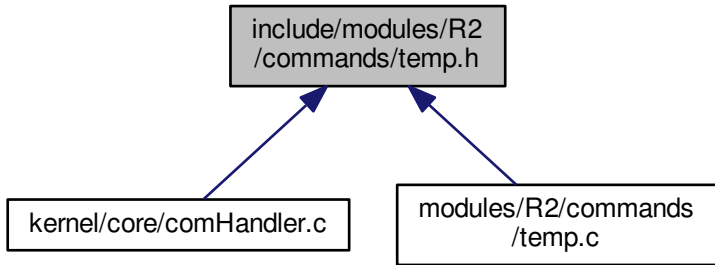 include/modules/R2
/commands/temp.h
kernel/core/comHandler.c
modules/R2/commands
/temp.c